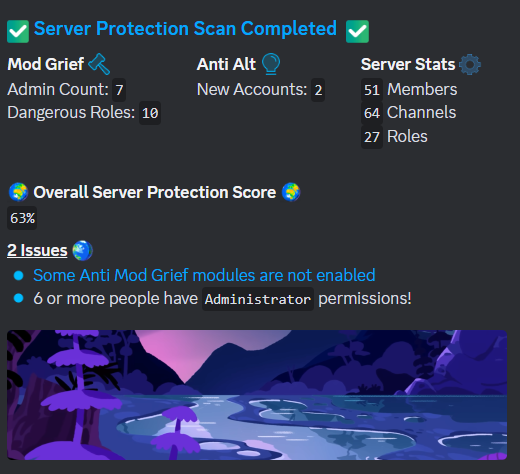 Server Protection Scan Completed
Mod Grief
Admin Count: 7
Dangerous Roles: 10
Anti Alt
New Accounts: 2
Server Stats
51 Members
64 Channels
27 Roles
Overall Server Protection Score
63%
2 Issues
Some Anti Mod Grief modules are not enabled
6 or more people have Administrator permissions!